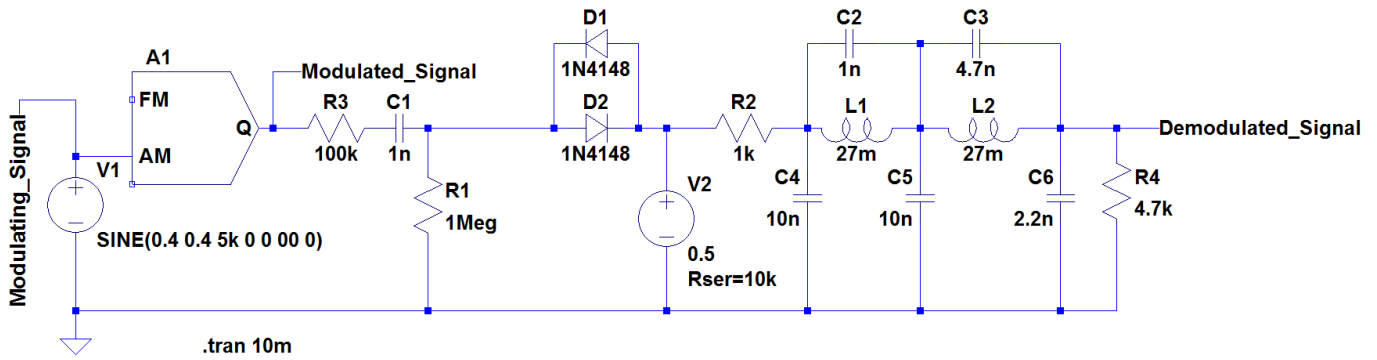 D1
1N4148
C2
1n
C3
4.7n
A1
FM
AM
Q
Modulated_Signal
R3
100k
C1
1n
D2
1N4148
R2
1k
L1
27m
L2
27m
Demodulated_Signal
Modulating_Signal
V1
SINE(0.4 0.4 5k 0 0 00 0)
R1
1Meg
V2
0.5
Rser=10k
C4
10n
C5
10n
C6
2.2n
R4
4.7k
.tran 10m